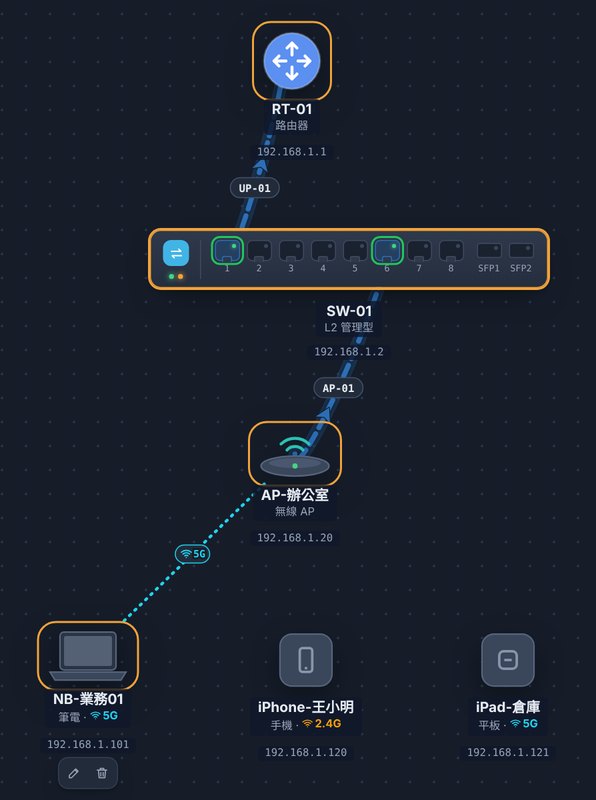 RT-01
路由器
192.168.1.1
UP-01
1 2 3 4 5 6 7 8 SFP1 SFP2
SW-01
L2 管理型
192.168.1.2
AP-01
AP-辦公室
無線 AP
192.168.1.20
5G
NB-業務01
筆電 · 5G
192.168.1.101
iPhone-王小明
手機 · 2.4G
192.168.1.120
iPad-倉庫
平板 · 5G
192.168.1.121